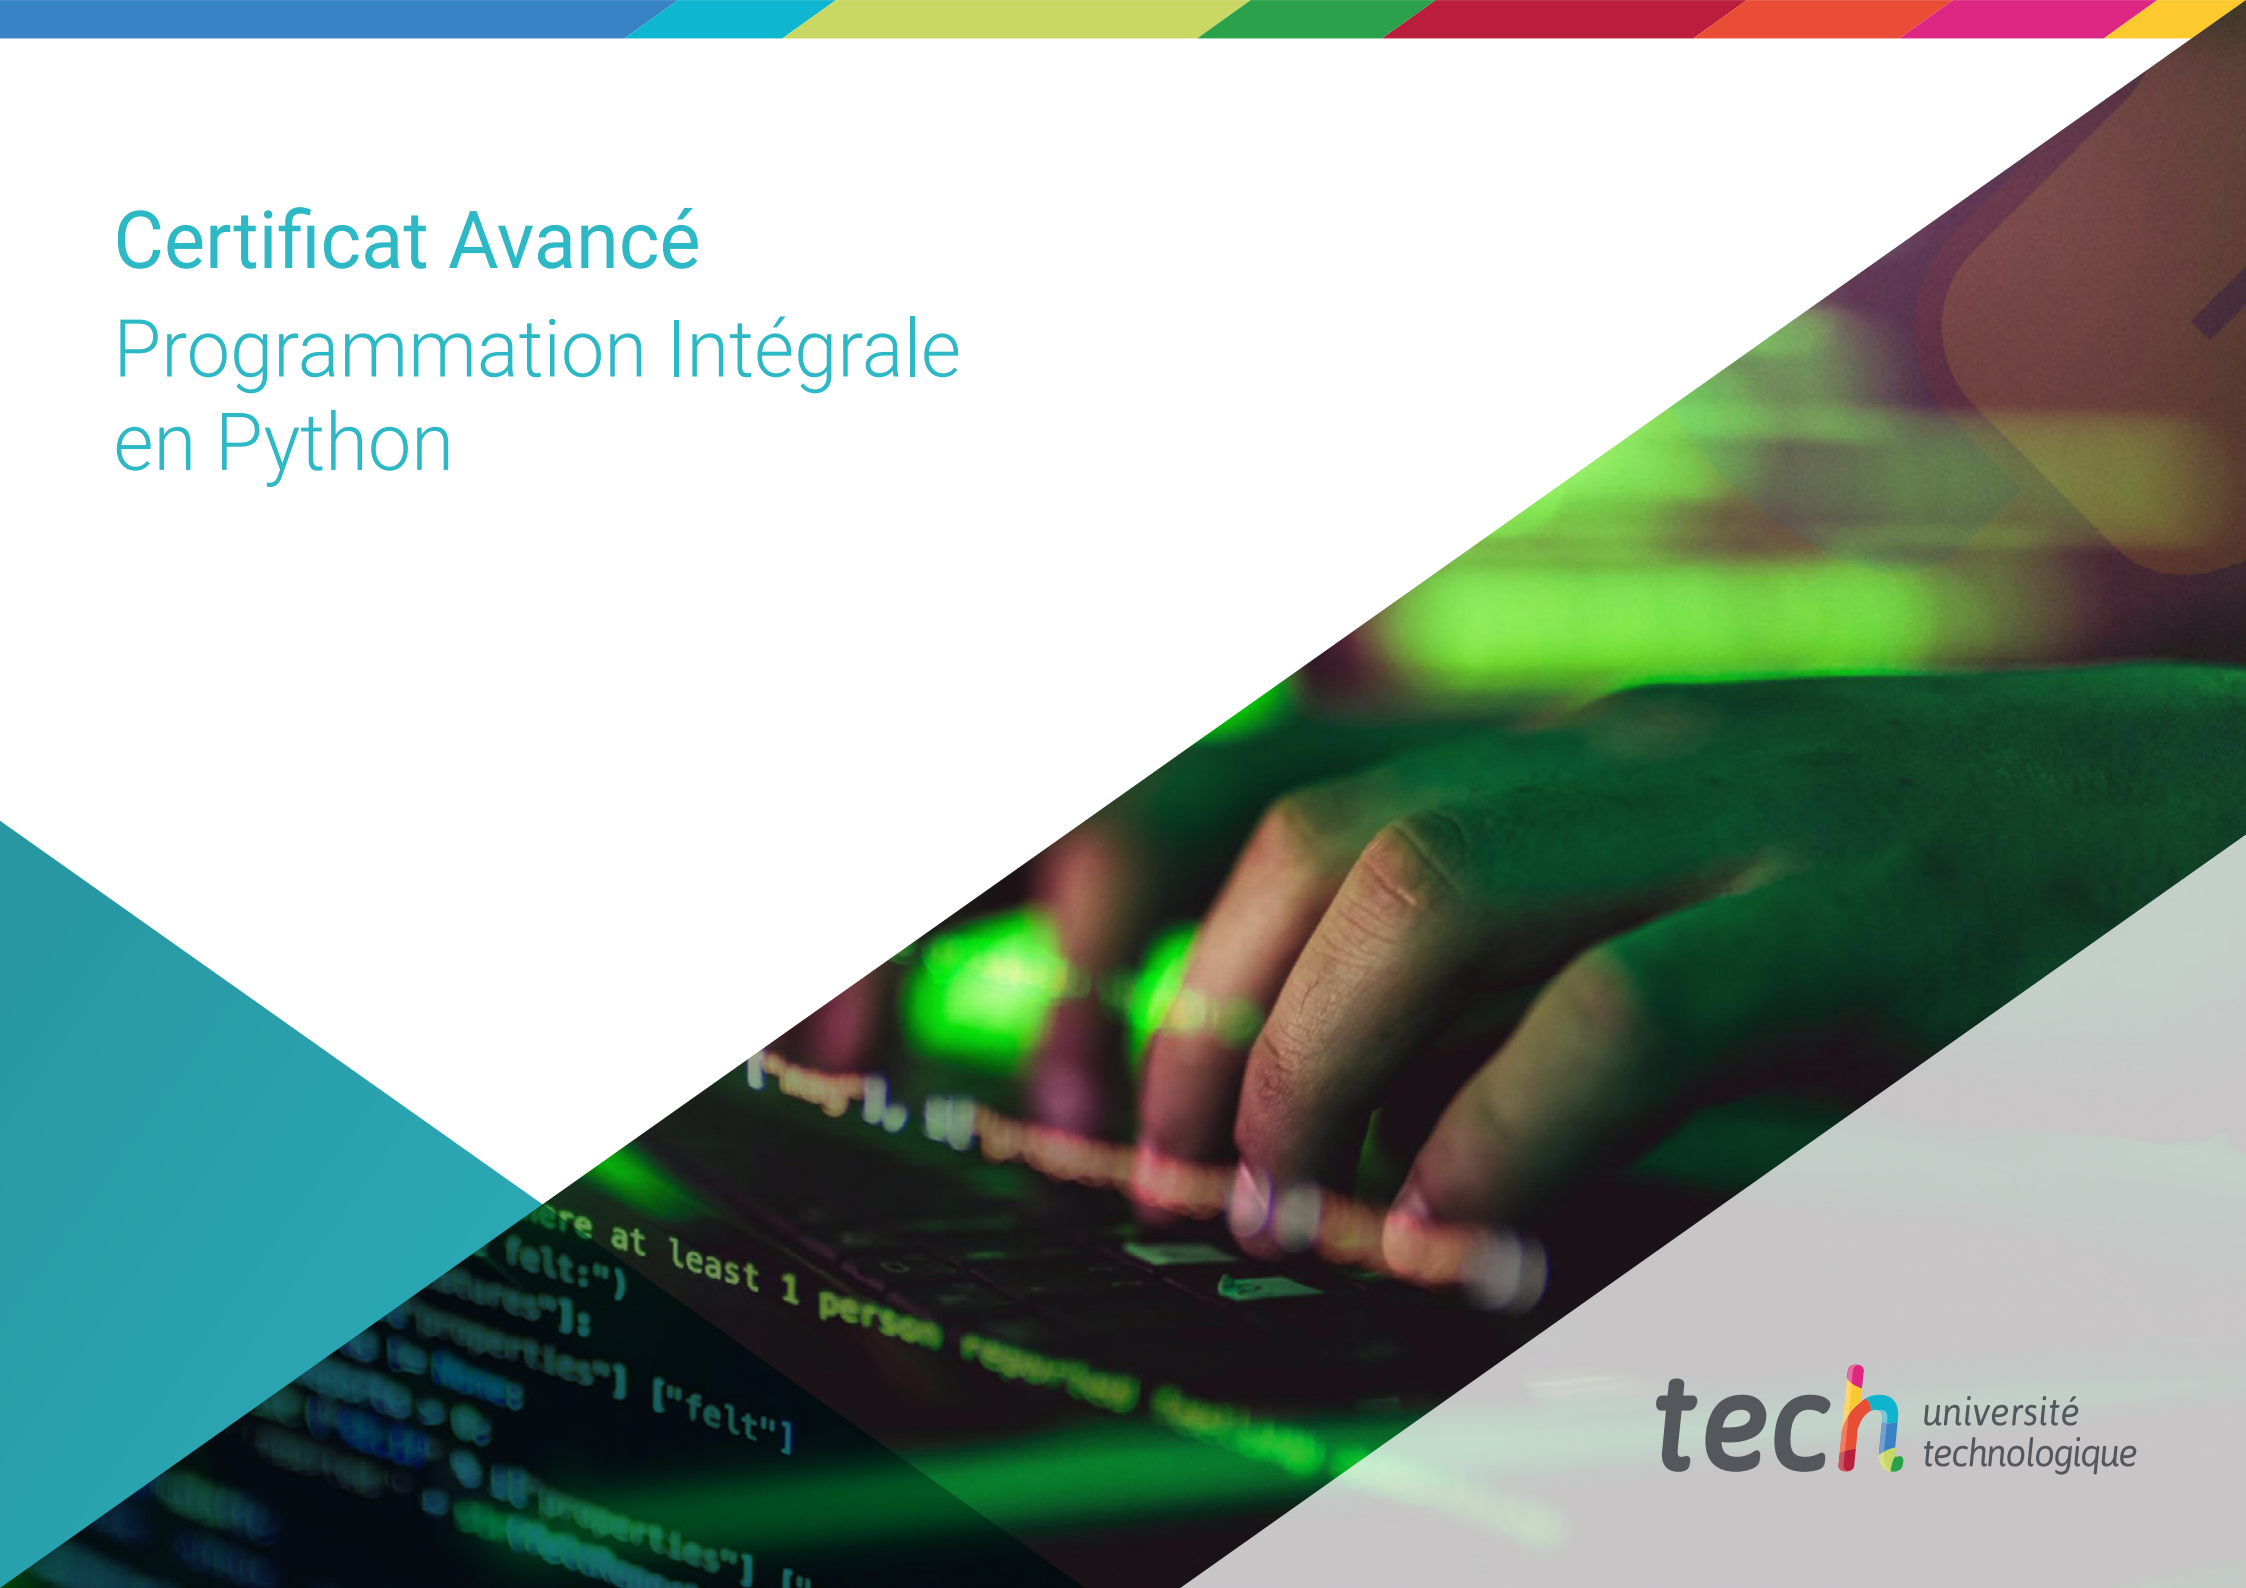 Certificat Avancé
Programmation Intégrale
en Python
at least 1 person
felt:")
"]:
"] ["felt"]
"] ["
tech université
technologique